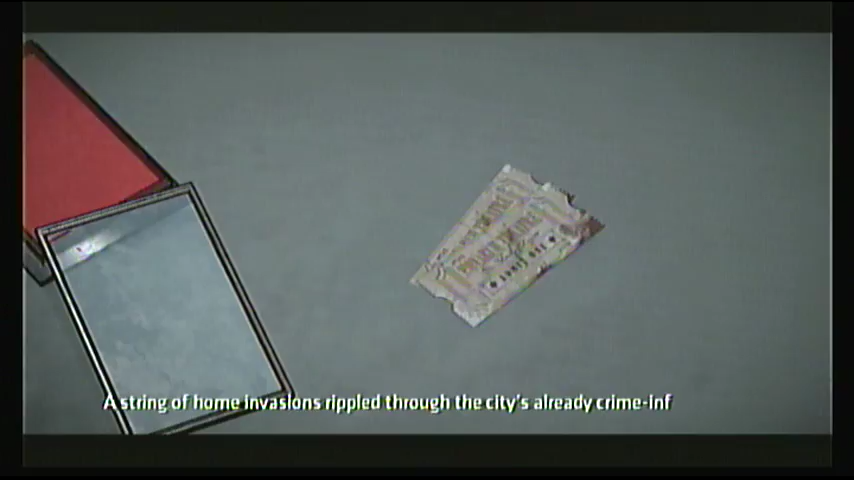 A string of home invasions rippled through the city's already crime-inf